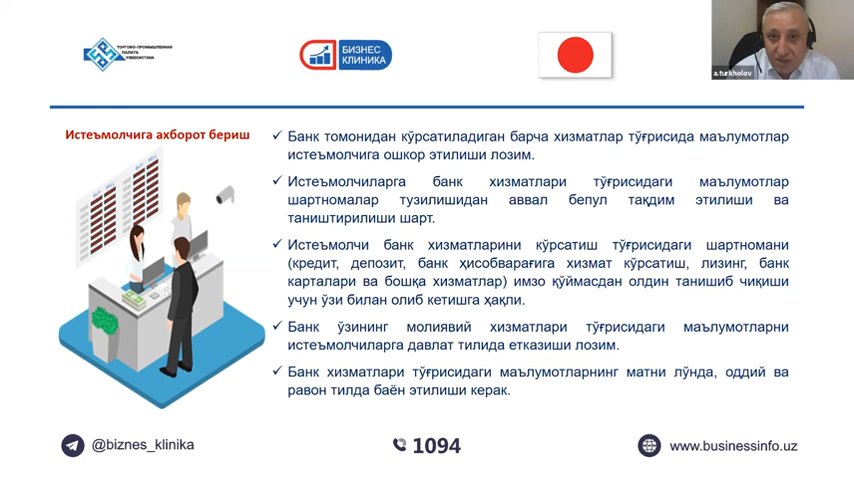 ТОРГОВО-ПРОМЫШЛЕННАЯ
ПАЛАТА
УЗБЕКИСТАНА
БИЗНЕС
КЛИНИКА
a.turkholov
Истеъмолчига ахборот бериш
✓ Банк томонидан кўрсатиладиган барча хизматлар тўғрисида маълумотлар
истеъмолчига ошкор этилиши лозим.
✓ Истеъмолчиларга банк хизматлари тўғрисидаги маълумотлар
шартномалар тузилишидан аввал бепул тақдим этилиши ва
таништирилиши шарт.
✓ Истеъмолчи банк хизматларини кўрсатиш тўғрисидаги шартномани
(кредит, депозит, банк ҳисобварағига хизмат кўрсатиш, лизинг, банк
карталари ва бошқа хизматлар) имзо қўймасдан олдин танишиб чиқиши
учун ўзи билан олиб кетишга ҳақли.
✓ Банк ўзининг молиявий хизматлари тўғрисидаги маълумотларни
истеъмолчиларга давлат тилида етказиши лозим.
✓ Банк хизматлари тўғрисидаги маълумотларнинг матни лўнда, оддий ва
равон тилда баён этилиши керак.
@biznes_klinika
1094
www.businessinfo.uz